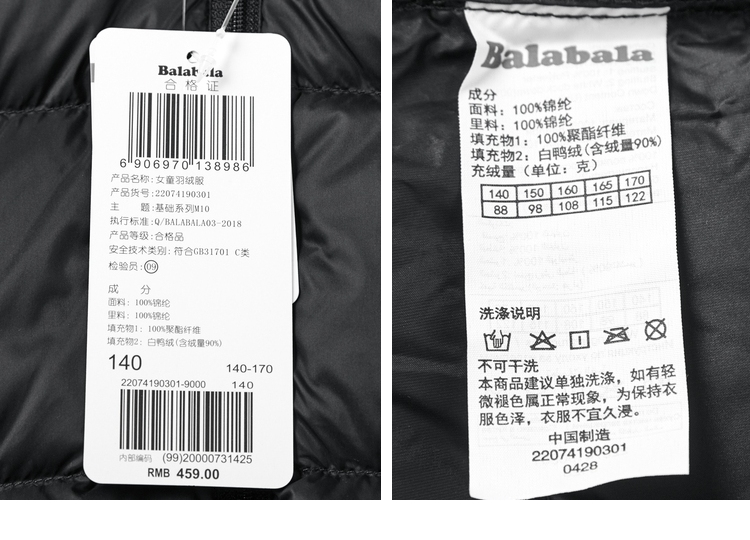 Balabala
合格证
6 906970 138986
产品名称:女童羽绒服
产品货号:22074190301
主　　题:基础系列M10
执行标准:Q/BALABALA03-2018
产品等级:合格品
安全技术类别: 符合GB31701 C类
检验员:09
成　　分
面料: 100%锦纶
里料: 100%锦纶
填充物1: 100%聚酯纤维
填充物2: 白鸭绒(含绒量90%)
140 140-170
22074190301-9000 140
内部编码 (99)20000731425
RMB 459.00
Balabala
成分
面料: 100%锦纶
里料: 100%锦纶
填充物1: 100%聚酯纤维
填充物2: 白鸭绒(含绒量90%)
充绒量 (单位: 克)
140 150 160 165 170
88 98 108 115 122
洗涤说明
不可干洗
本商品建议单独洗涤, 如有轻
微褪色属正常现象, 为保持衣
服色泽, 衣服不宜久浸。
中国制造
22074190301
0428